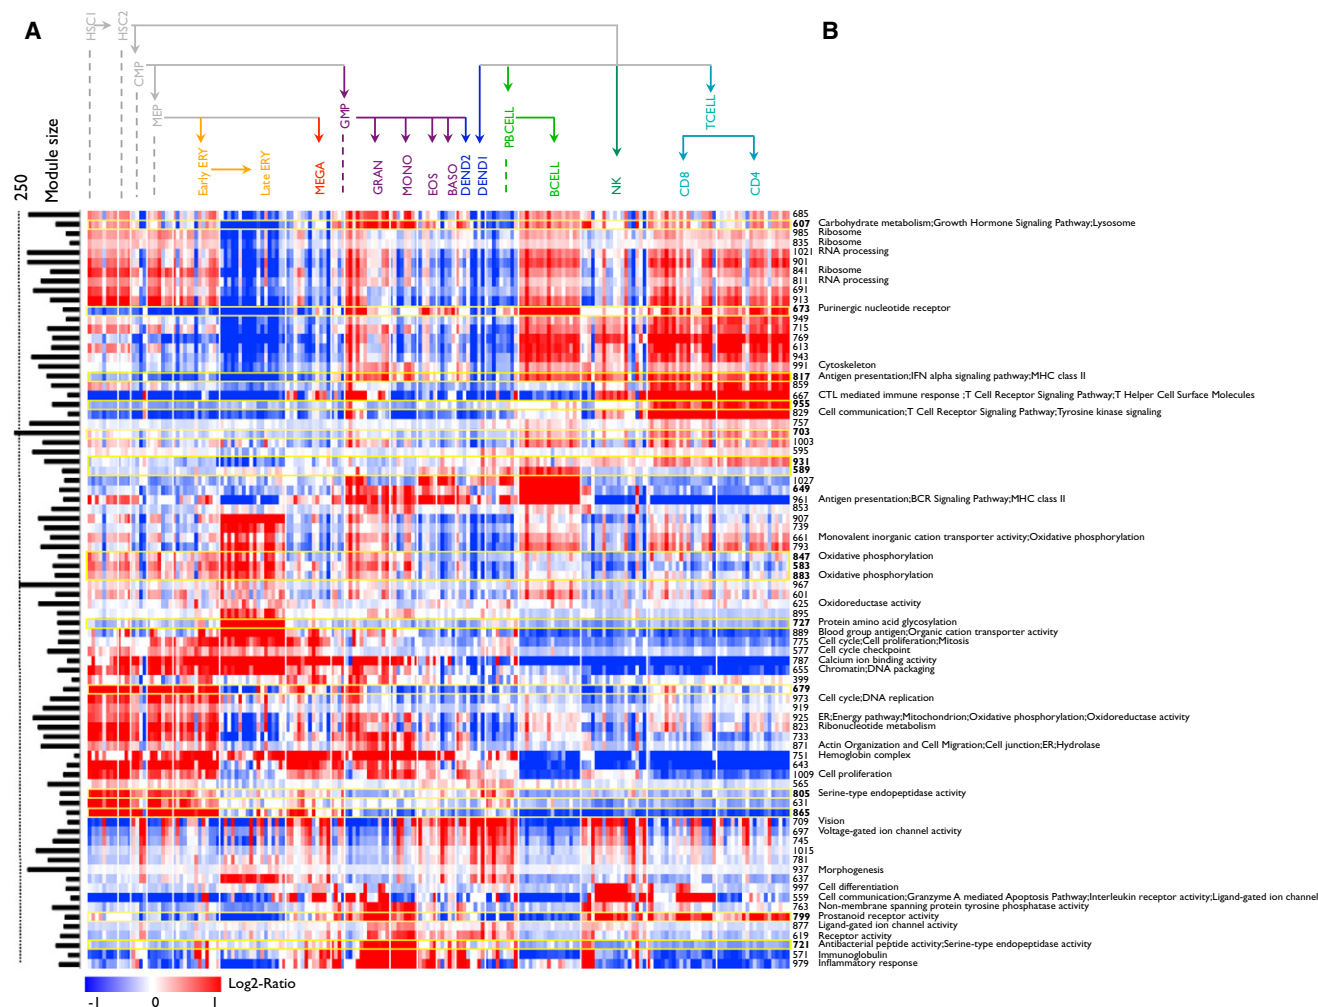 A
B
HSC1
HSC2
CMP
MEP
GMP
PBCELL
TCELL
250
Module size
Early ERY
Late ERY
MEGA
GRAN
MONO
EOS
BASO
DEND2
DEND1
BCELL
NK
CD8
CD4
685
607 Carbohydrate metabolism;Growth Hormone Signaling Pathway;Lysosome
985 Ribosome
835 Ribosome
1021 RNA processing
901
841 Ribosome
811 RNA processing
691
913
673 Purinergic nucleotide receptor
949
715
769
613
943
991 Cytoskeleton
817 Antigen presentation;IFN alpha signaling pathway;MHC class II
859
667 CTL mediated immune response ;T Cell Receptor Signaling Pathway;T Helper Cell Surface Molecules
955
829 Cell communication;T Cell Receptor Signaling Pathway;Tyrosine kinase signaling
757
703
1003
595
931
589
1027
649
961 Antigen presentation;BCR Signaling Pathway;MHC class II
853
907
739
661 Monovalent inorganic cation transporter activity;Oxidative phosphorylation
793
847 Oxidative phosphorylation
583
883 Oxidative phosphorylation
967
601
625 Oxidoreductase activity
895
727 Protein amino acid glycosylation
889 Blood group antigen;Organic cation transporter activity
775 Cell cycle;Cell proliferation;Mitosis
577 Cell cycle checkpoint
787 Calcium ion binding activity
655 Chromatin;DNA packaging
399
679
973 Cell cycle;DNA replication
919
925 ER;Energy pathway;Mitochondrion;Oxidative phosphorylation;Oxidoreductase activity
823 Ribonucleotide metabolism
733
871 Actin Organization and Cell Migration;Cell junction;ER;Hydrolase
751 Hemoglobin complex
643
1009 Cell proliferation
565
805 Serine-type endopeptidase activity
631
865
709 Vision
697 Voltage-gated ion channel activity
745
1015
781
937 Morphogenesis
637
997 Cell differentiation
559 Cell communication;Granzyme A mediated Apoptosis Pathway;Interleukin receptor activity;Ligand-gated ion channel
763 Non-membrane spanning protein tyrosine phosphatase activity
799 Prostanoid receptor activity
877 Ligand-gated ion channel activity
619 Receptor activity
721 Antibacterial peptide activity;Serine-type endopeptidase activity
571 Immunoglobulin
979 Inflammatory response
Log2-Ratio
-1 0 1